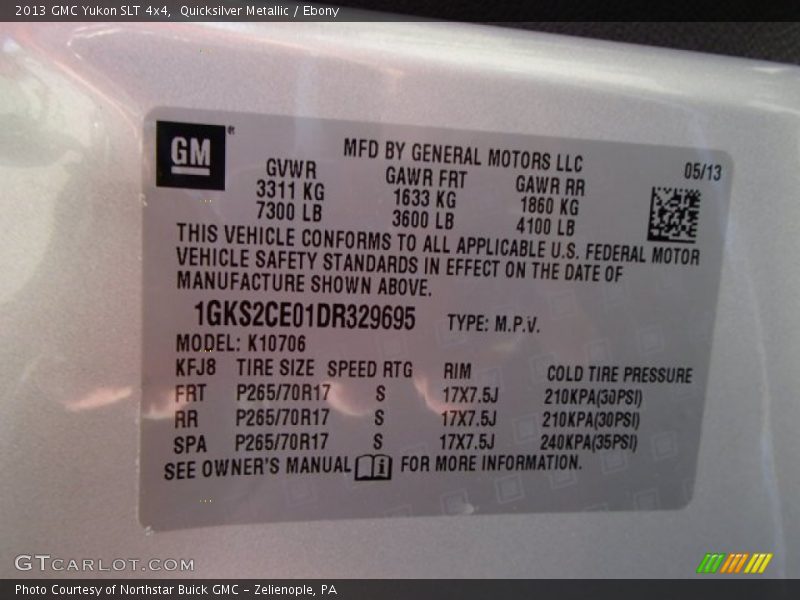 2013 GMC Yukon SLT 4x4, Quicksilver Metallic / Ebony
GM®
MFD BY GENERAL MOTORS LLC
05/13
GVWR GAWR FRT GAWR RR
3311 KG 1633 KG 1860 KG
7300 LB 3600 LB 4100 LB
THIS VEHICLE CONFORMS TO ALL APPLICABLE U.S. FEDERAL MOTOR
VEHICLE SAFETY STANDARDS IN EFFECT ON THE DATE OF
MANUFACTURE SHOWN ABOVE.
1GKS2CE01DR329695 TYPE: M.P.V.
MODEL: K10706
KFJ8 TIRE SIZE SPEED RTG RIM COLD TIRE PRESSURE
FRT P265/70R17 S 17X7.5J 210KPA(30PSI)
RR P265/70R17 S 17X7.5J 210KPA(30PSI)
SPA P265/70R17 S 17X7.5J 240KPA(35PSI)
SEE OWNER'S MANUAL i FOR MORE INFORMATION.
GTCARLOT.COM
Photo Courtesy of Northstar Buick GMC - Zelienople, PA